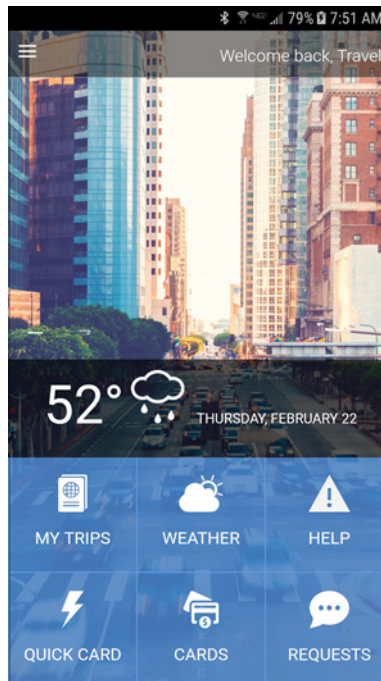 79% 7:51 AM
Welcome back, Travel
52°
THURSDAY, FEBRUARY 22
MY TRIPS WEATHER HELP
QUICK CARD CARDS REQUESTS